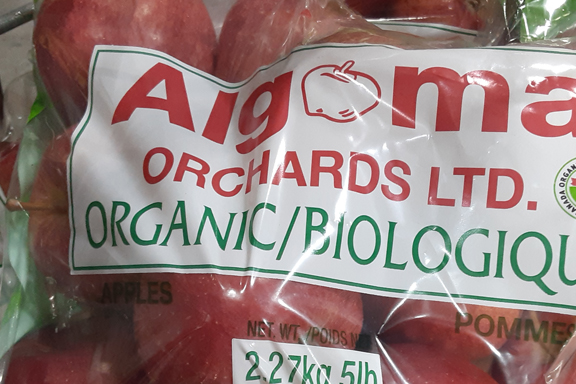 Algoma
ORCHARDS LTD.
ORGANIC/BIOLOGIQU
APPLES
POMMES
NET WT./POIDS
2.27kg 5lb